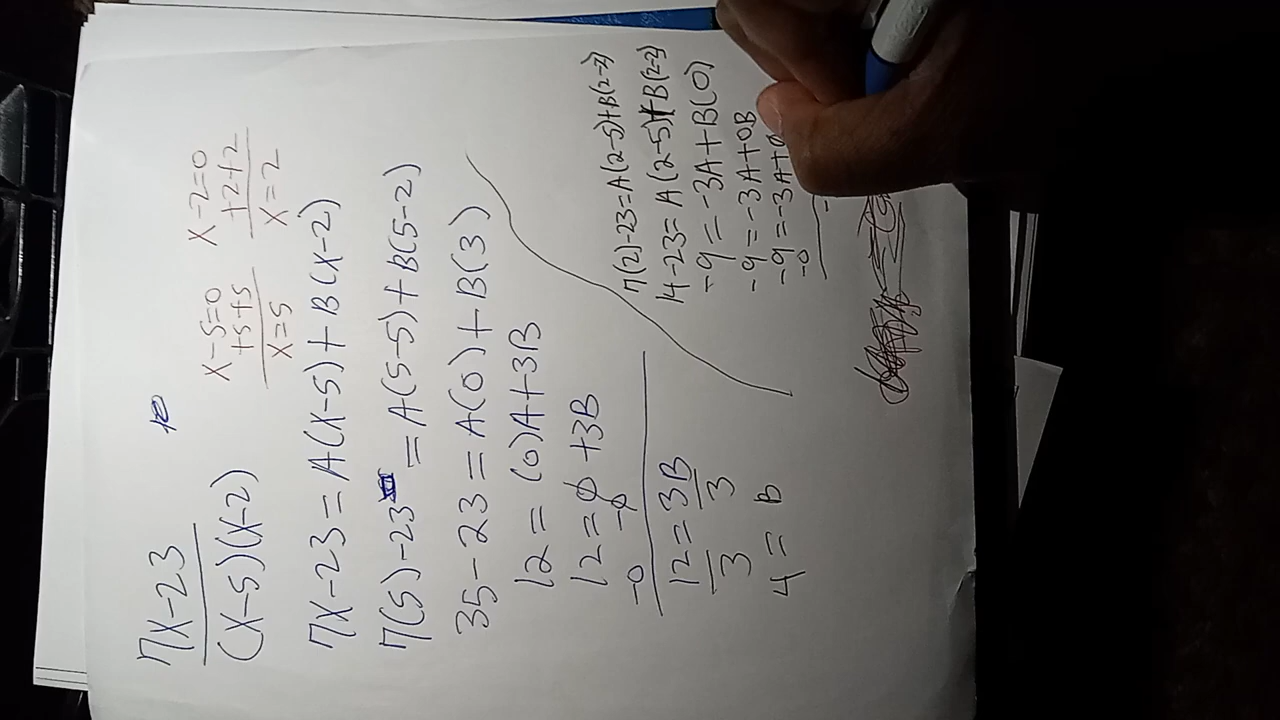 7x-23
(x-5)(x-2)
x-5=0
+5+5
x=5
x-2=0
+2+2
x=2
7x-23=A(x-5)+B(x-2)
7(5)-23=A(5-5)+B(5-2)
35-23=A(0)+B(3)
12=(0)A+3B
12=0+3B
-0 -0
12=3B
3 3
4=B
7(2)-23=A(2-5)+B(2-2)
14-23=A(2-5)+B(2-2)
-9=-3A+B(0)
-9=-3A+0B
-9=-3A+0
-0